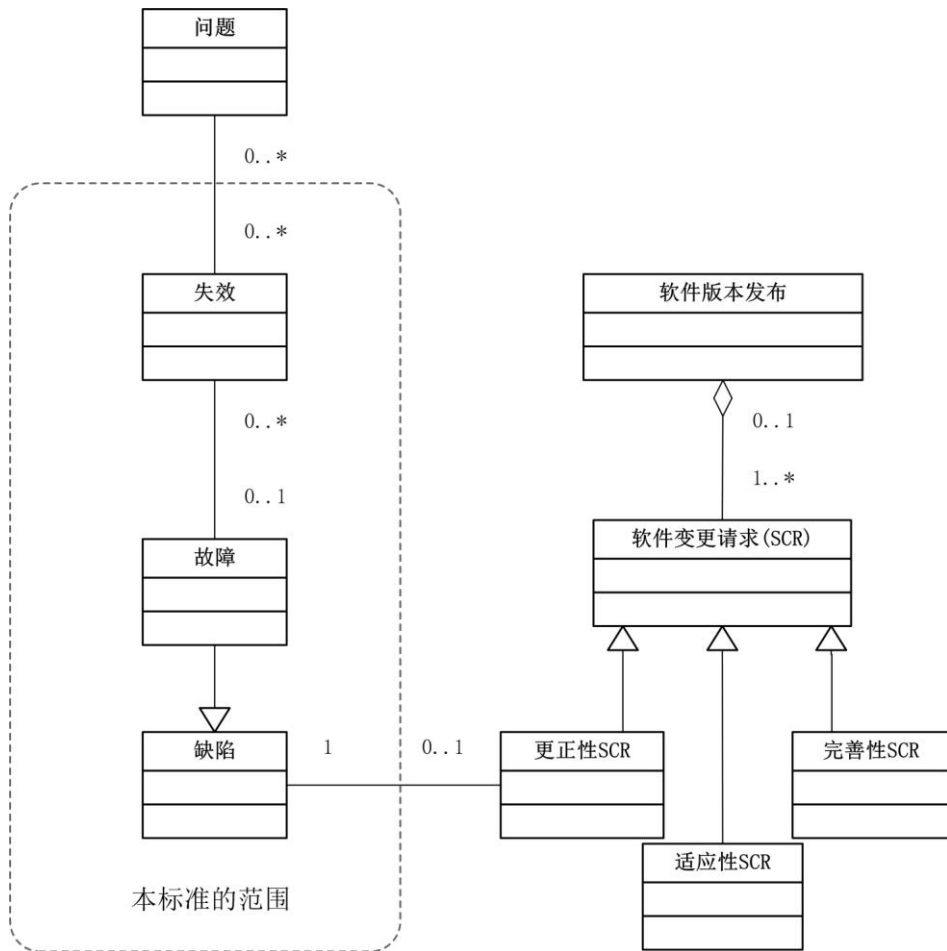 问题
0..*
0..*
失效
软件版本发布
0..*
0..1
0..1
1..*
故障
软件变更请求(SCR)
缺陷
1
0..1
更正性SCR
完善性SCR
适应性SCR
本标准的范围